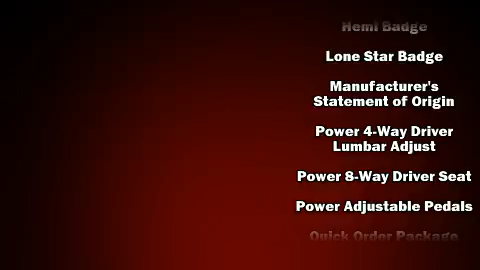 Hemi Badge
Lone Star Badge
Manufacturer's
Statement of Origin
Power 4-Way Driver
Lumbar Adjust
Power 8-Way Driver Seat
Power Adjustable Pedals
Quick Order Package